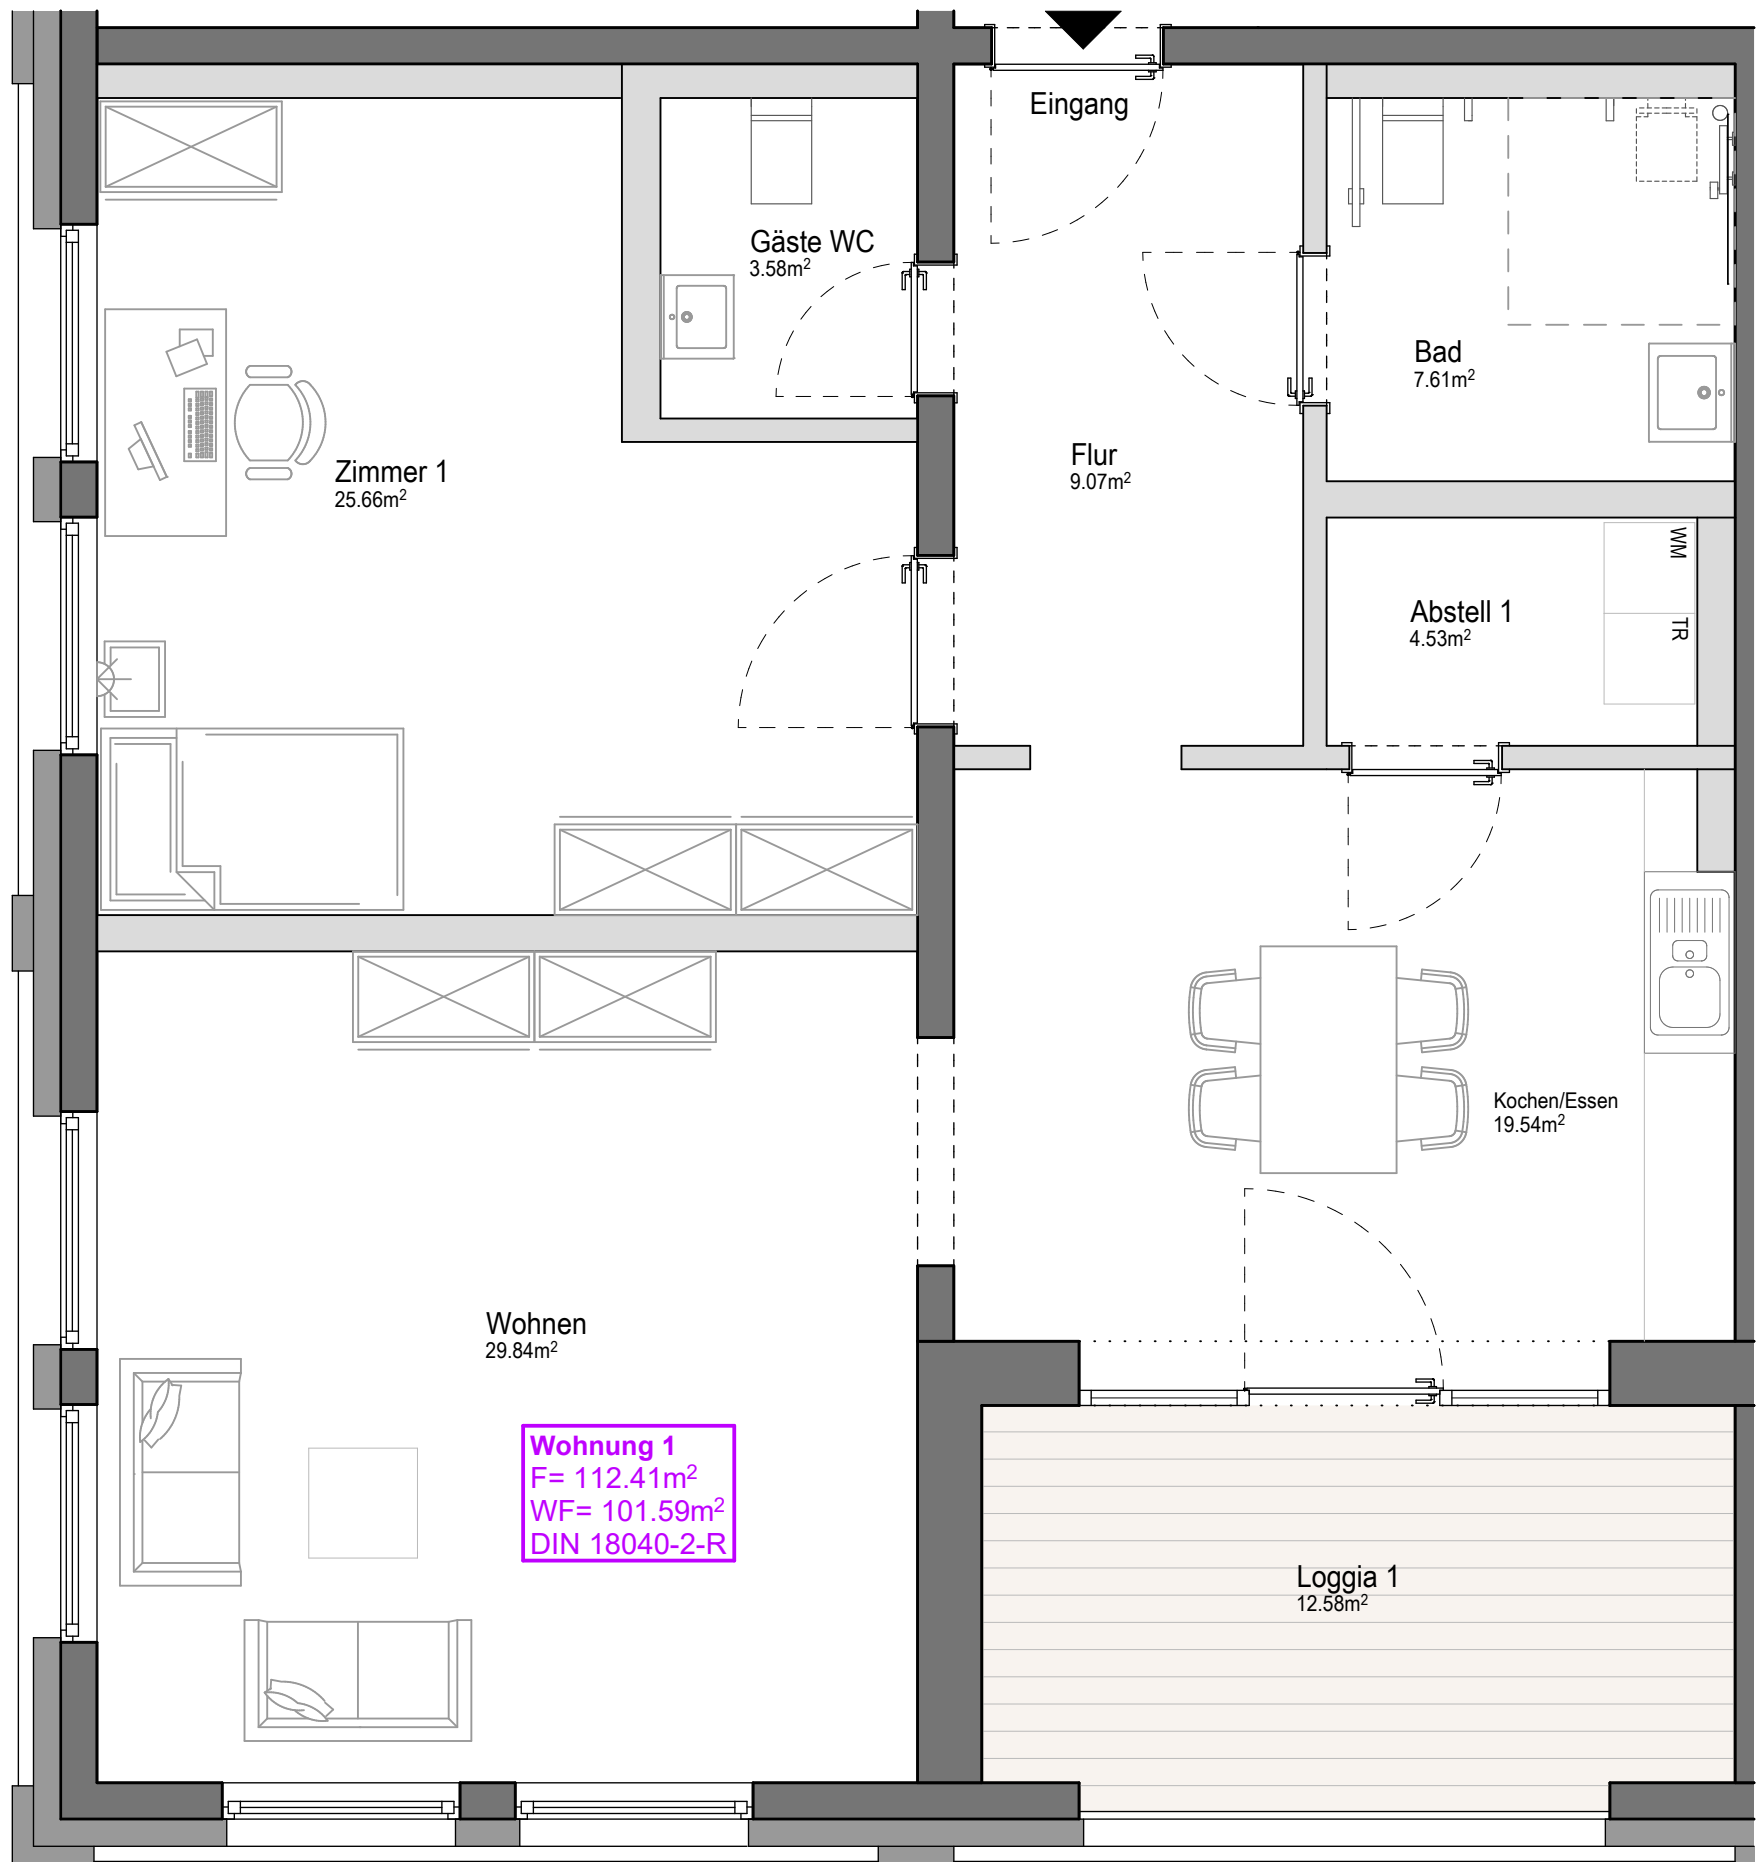 Eingang
Gäste WC
3.58m²
Bad
7.61m²
Zimmer 1
25.66m²
Flur
9.07m²
WM
Abstell 1
4.53m²
TR
Kochen/Essen
19.54m²
Wohnen
29.84m²
Wohnung 1
F= 112.41m²
WF= 101.59m²
DIN 18040-2-R
Loggia 1
12.58m²